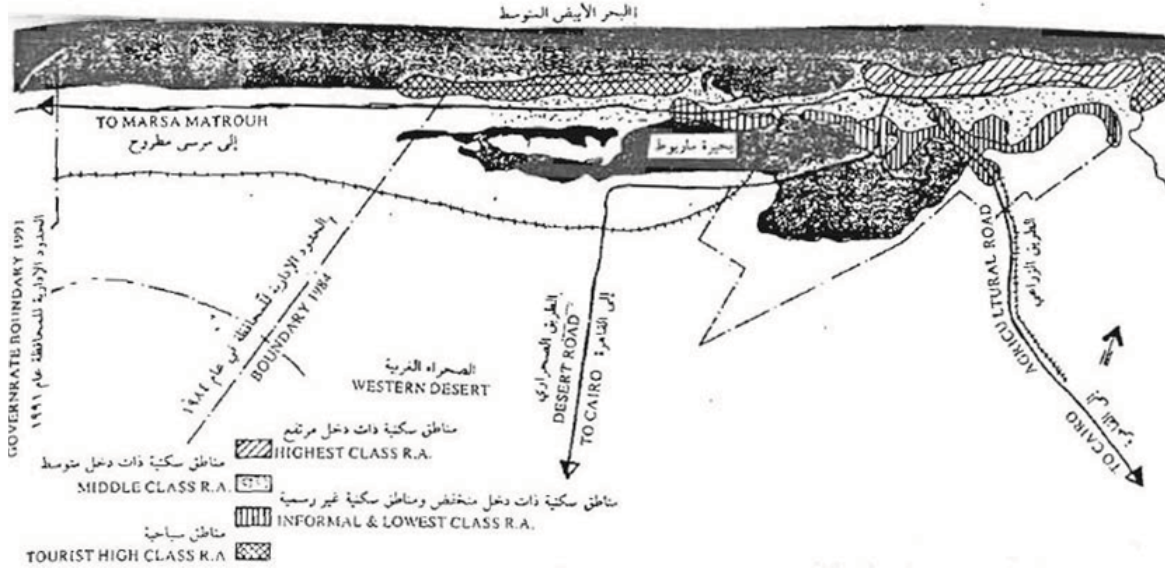 البحر الأبيض المتوسط
TO MARSA MATROUH
إلى مرسى مطروح
بحيرة ماريوط
GOVERNRATE BOUNDARY 1991
الحدود الإدارية للمحافظة عام ١٩٩١
الحدود الإدارية للمحافظة في عام ١٩٨٤
BOUNDARY 1984
الصحراء الغربية
WESTERN DESERT
الطريق الصحراوي
DESERT ROAD
إلى القاهرة
TO CAIRO
AGRICULTURAL ROAD
الطريق الزراعي
إلى القاهرة
TO CAIRO
مناطق سكنية ذات دخل مرتفع
HIGHEST CLASS R.A.
مناطق سكنية ذات دخل متوسط
MIDDLE CLASS R.A.
مناطق سكنية ذات دخل منخفض ومناطق سكنية غير رسمية
INFORMAL & LOWEST CLASS R.A.
مناطق سياحية
TOURIST HIGH CLASS R.A